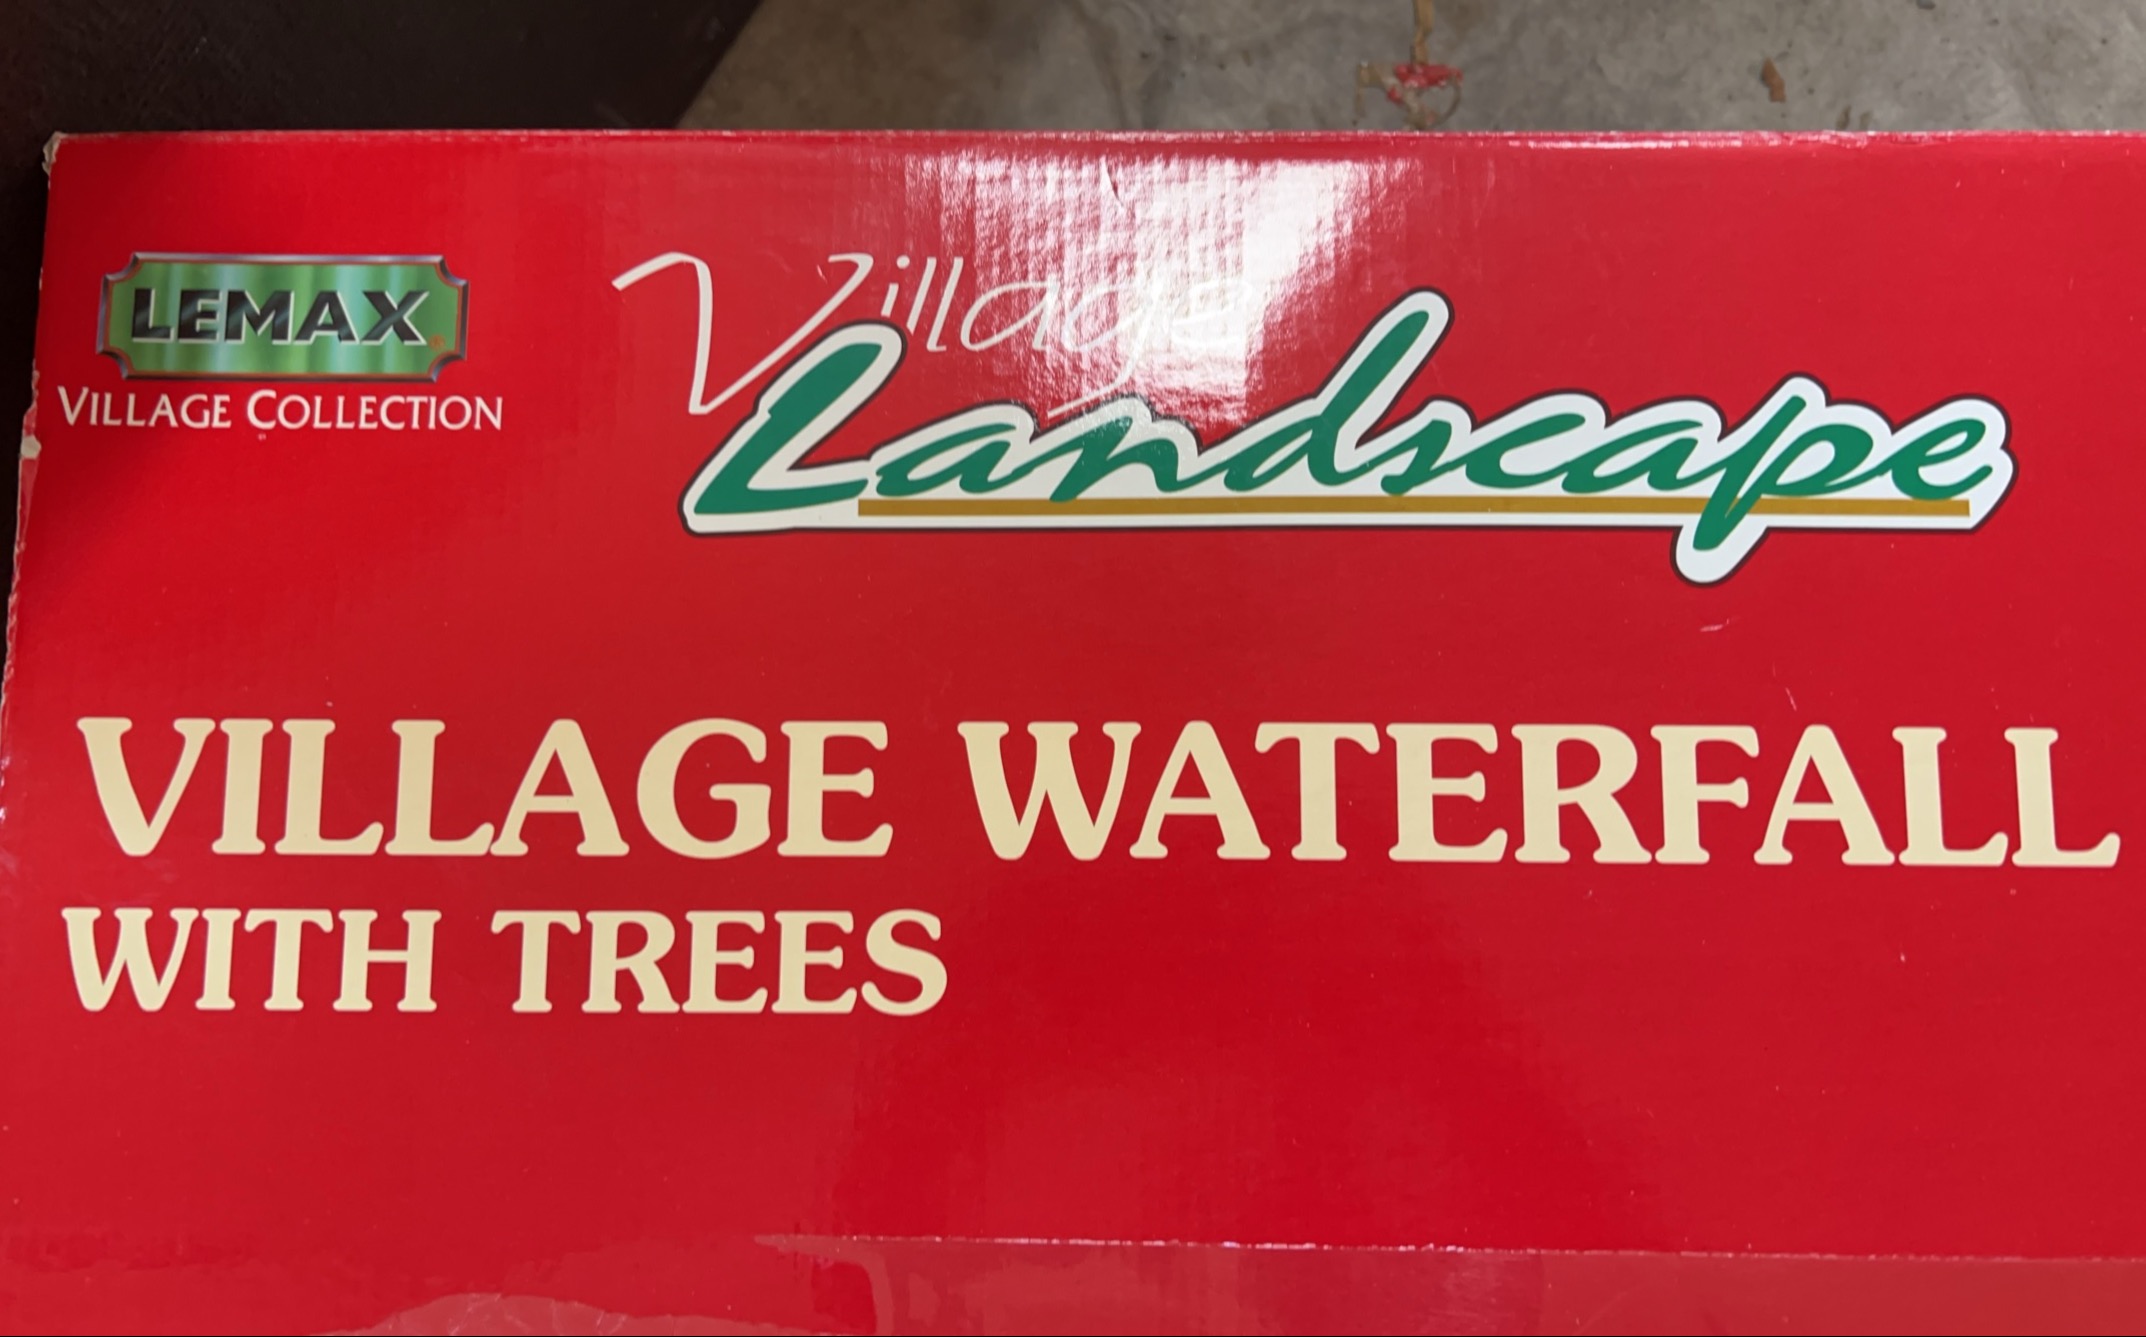 LEMAX®
VILLAGE COLLECTION
Village
Landscape
VILLAGE WATERFALL
WITH TREES